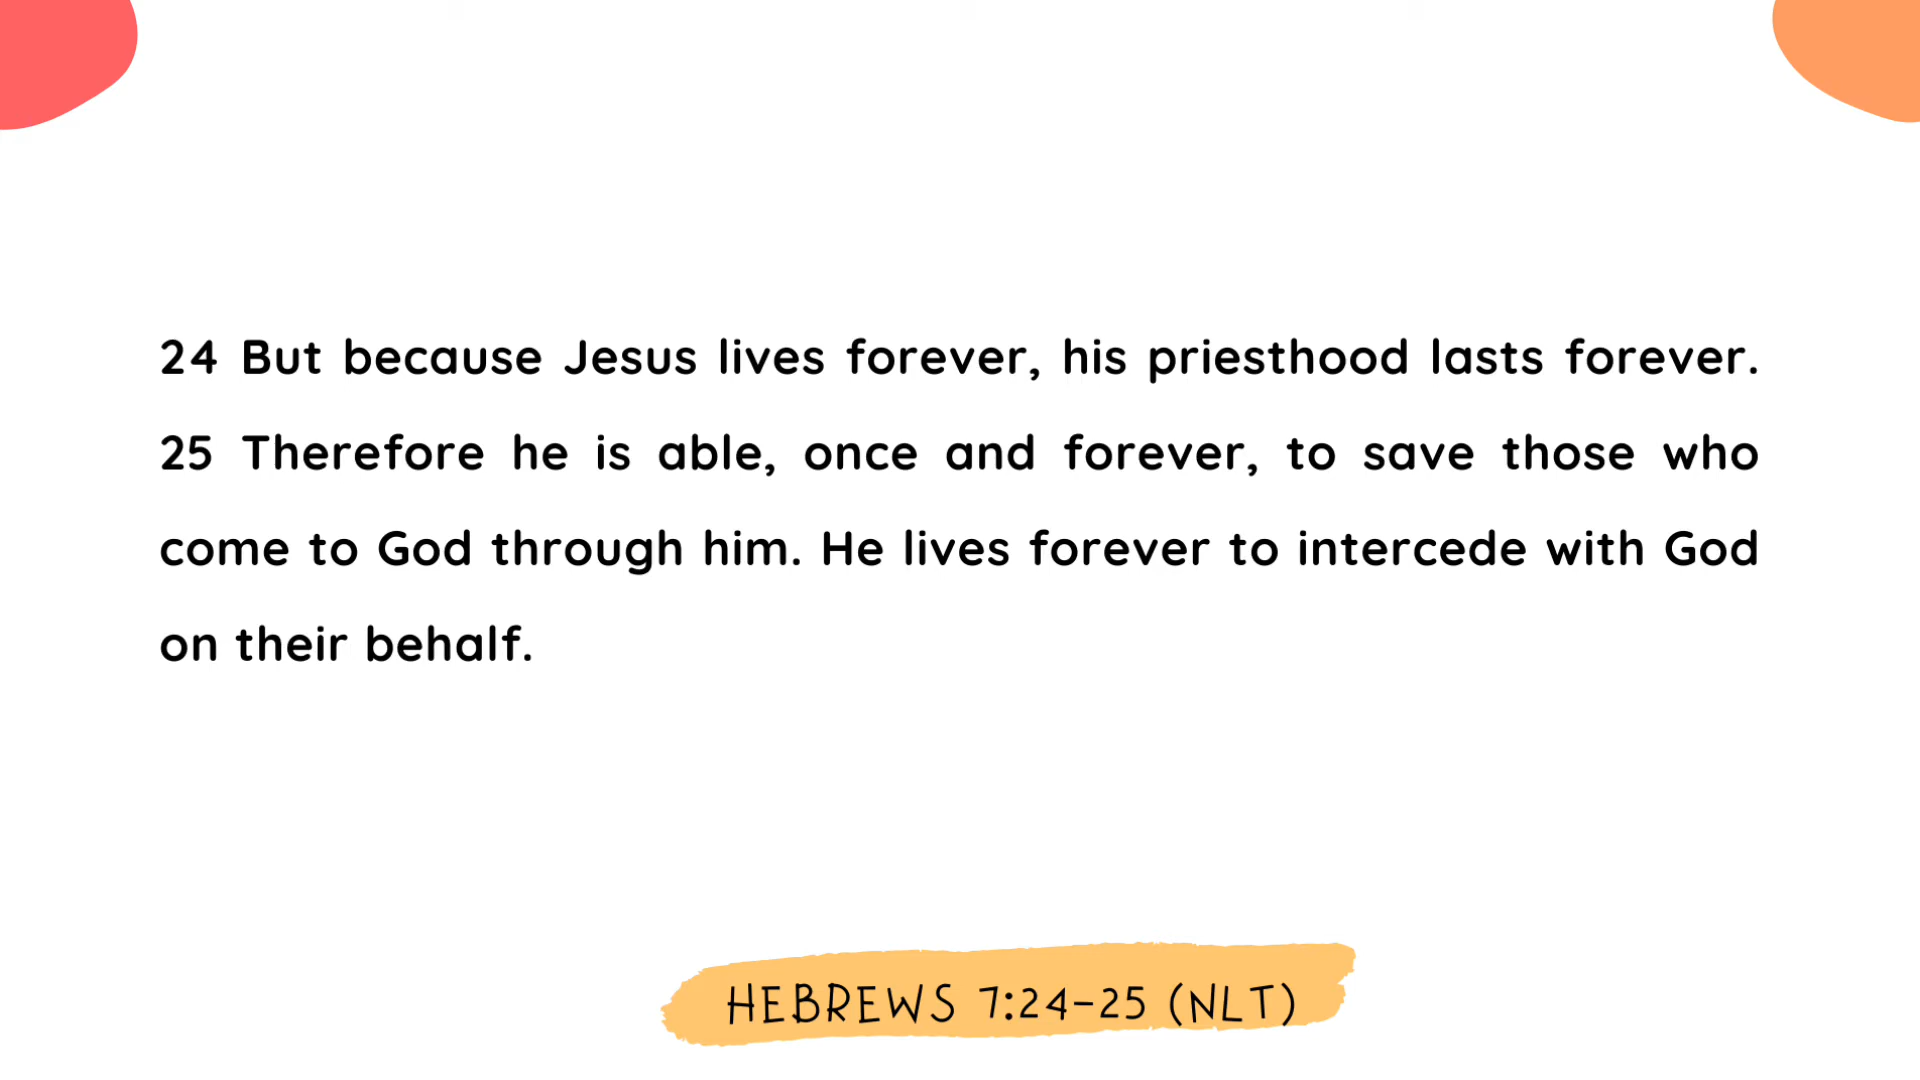 24 But because Jesus lives forever, his priesthood lasts forever.
25 Therefore he is able, once and forever, to save those who
come to God through him. He lives forever to intercede with God
on their behalf.
HEBREWS 7:24-25 (NLT)